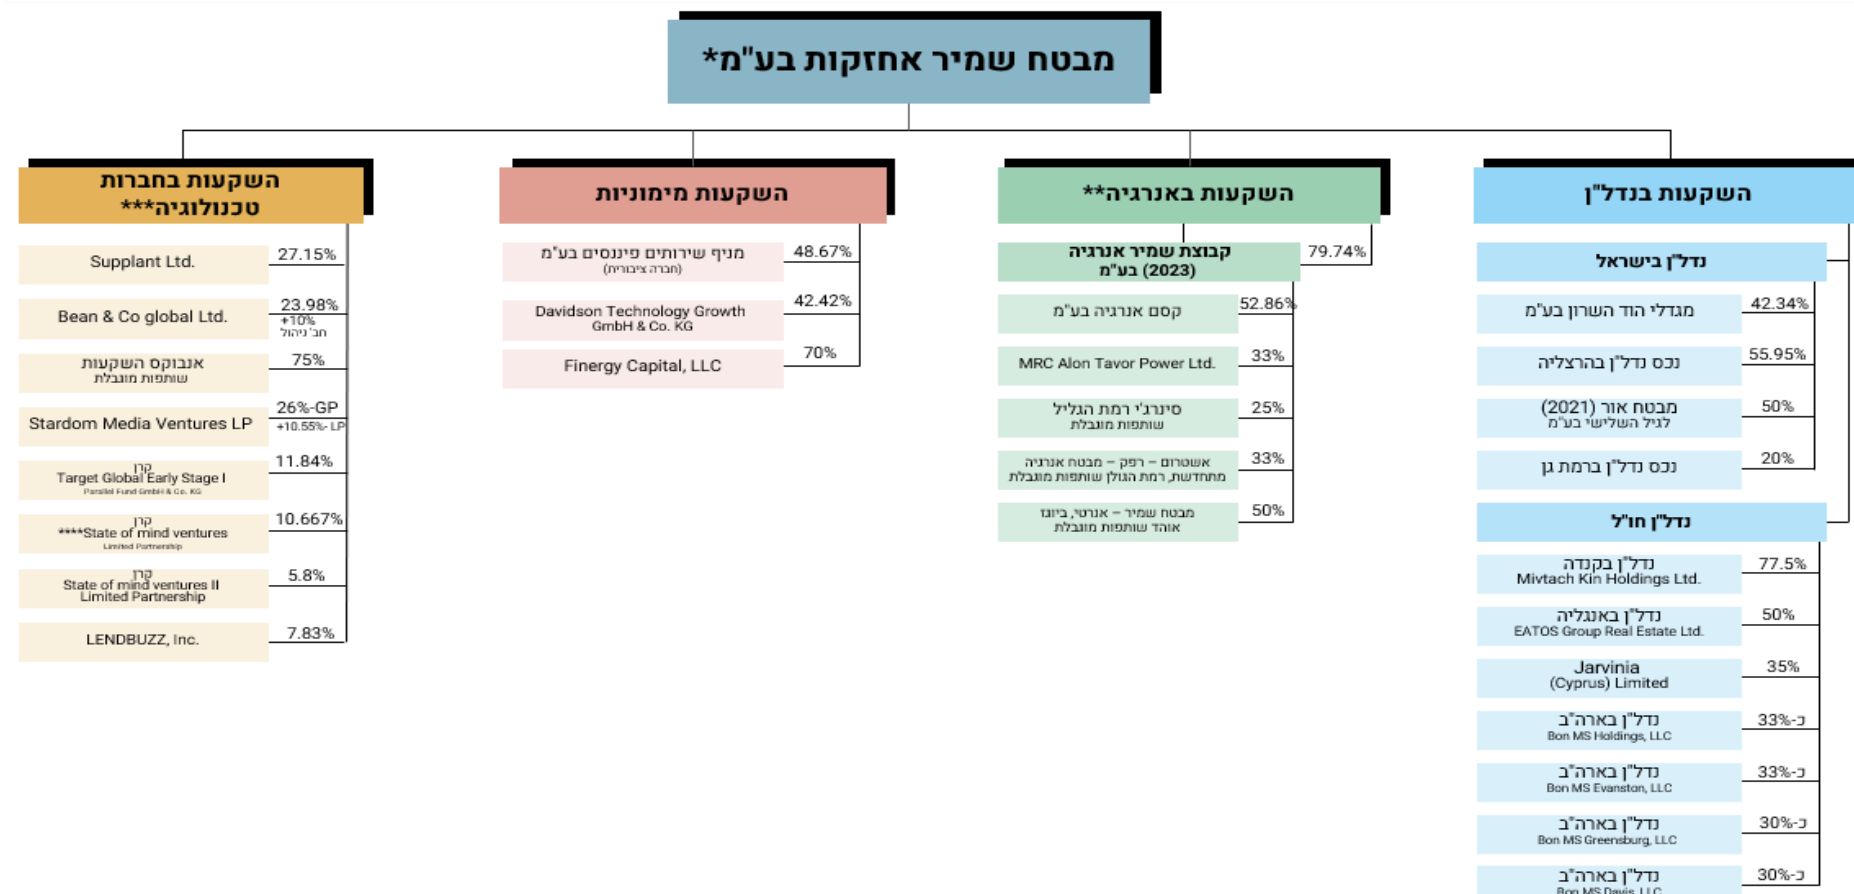 מבטח שמיר אחזקות בע"מ*
השקעות בנדל"ן
נדל"ן בישראל
מגדלי הוד השרון בע"מ
42.34%
נכס נדל"ן בהרצליה
55.95%
מבטח אור (2021)
לגיל השלישי בע"מ
50%
נכס נדל"ן ברמת גן
20%
נדל"ן חו"ל
נדל"ן בקנדה
Mivtach Kin Holdings Ltd.
77.5%
נדל"ן באנגליה
EATOS Group Real Estate Ltd.
50%
Jarvinia
(Cyprus) Limited
35%
נדל"ן בארה"ב
Bon MS Holdings, LLC
כ-33%
נדל"ן בארה"ב
Bon MS Evanston, LLC
כ-33%
נדל"ן בארה"ב
Bon MS Greensburg, LLC
כ-30%
נדל"ן בארה"ב
Bon MS Davis, LLC
כ-30%
השקעות באנרגיה**
קבוצת שמיר אנרגיה
(2023) בע"מ
79.74%
קסם אנרגיה בע"מ
52.86%
MRC Alon Tavor Power Ltd.
33%
סינרג'י רמת הגליל
שותפות מוגבלת
25%
אשטרום – רפק – מבטח אנרגיה
מתחדשת, רמת הגולן שותפות מוגבלת
33%
מבטח שמיר – אנרטי, ביוגז
אוהד שותפות מוגבלת
50%
השקעות מימוניות
מניף שירותים פיננסים בע"מ
(חברה ציבורית)
48.67%
Davidson Technology Growth
GmbH & Co. KG
42.42%
Finergy Capital, LLC
70%
השקעות בחברות
טכנולוגיה***
Supplant Ltd.
27.15%
Bean & Co global Ltd.
23.98%
+10%
חב' ניהול
אנבוקס השקעות
שותפות מוגבלת
75%
Stardom Media Ventures LP
26%-GP
+10.55%- LP
קרן
Target Global Early Stage I
Parallel Fund GmbH & Co. KG
11.84%
קרן
****State of mind ventures
Limited Partnership
10.667%
קרן
State of mind ventures II
Limited Partnership
5.8%
LENDBUZZ, Inc.
7.83%